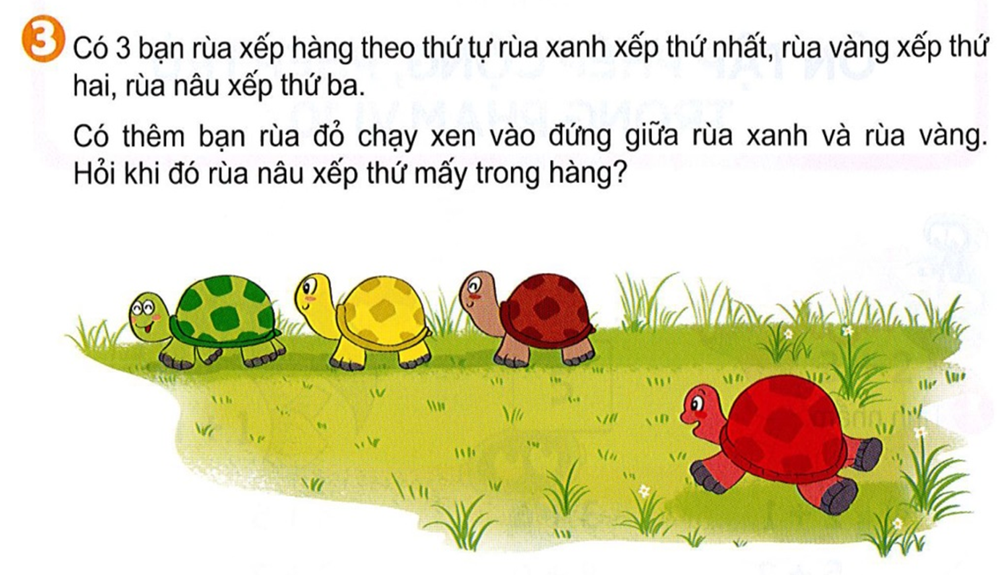 3 Có 3 bạn rùa xếp hàng theo thứ tự rùa xanh xếp thứ nhất, rùa vàng xếp thứ
hai, rùa nâu xếp thứ ba.
Có thêm bạn rùa đỏ chạy xen vào đứng giữa rùa xanh và rùa vàng.
Hỏi khi đó rùa nâu xếp thứ mấy trong hàng?